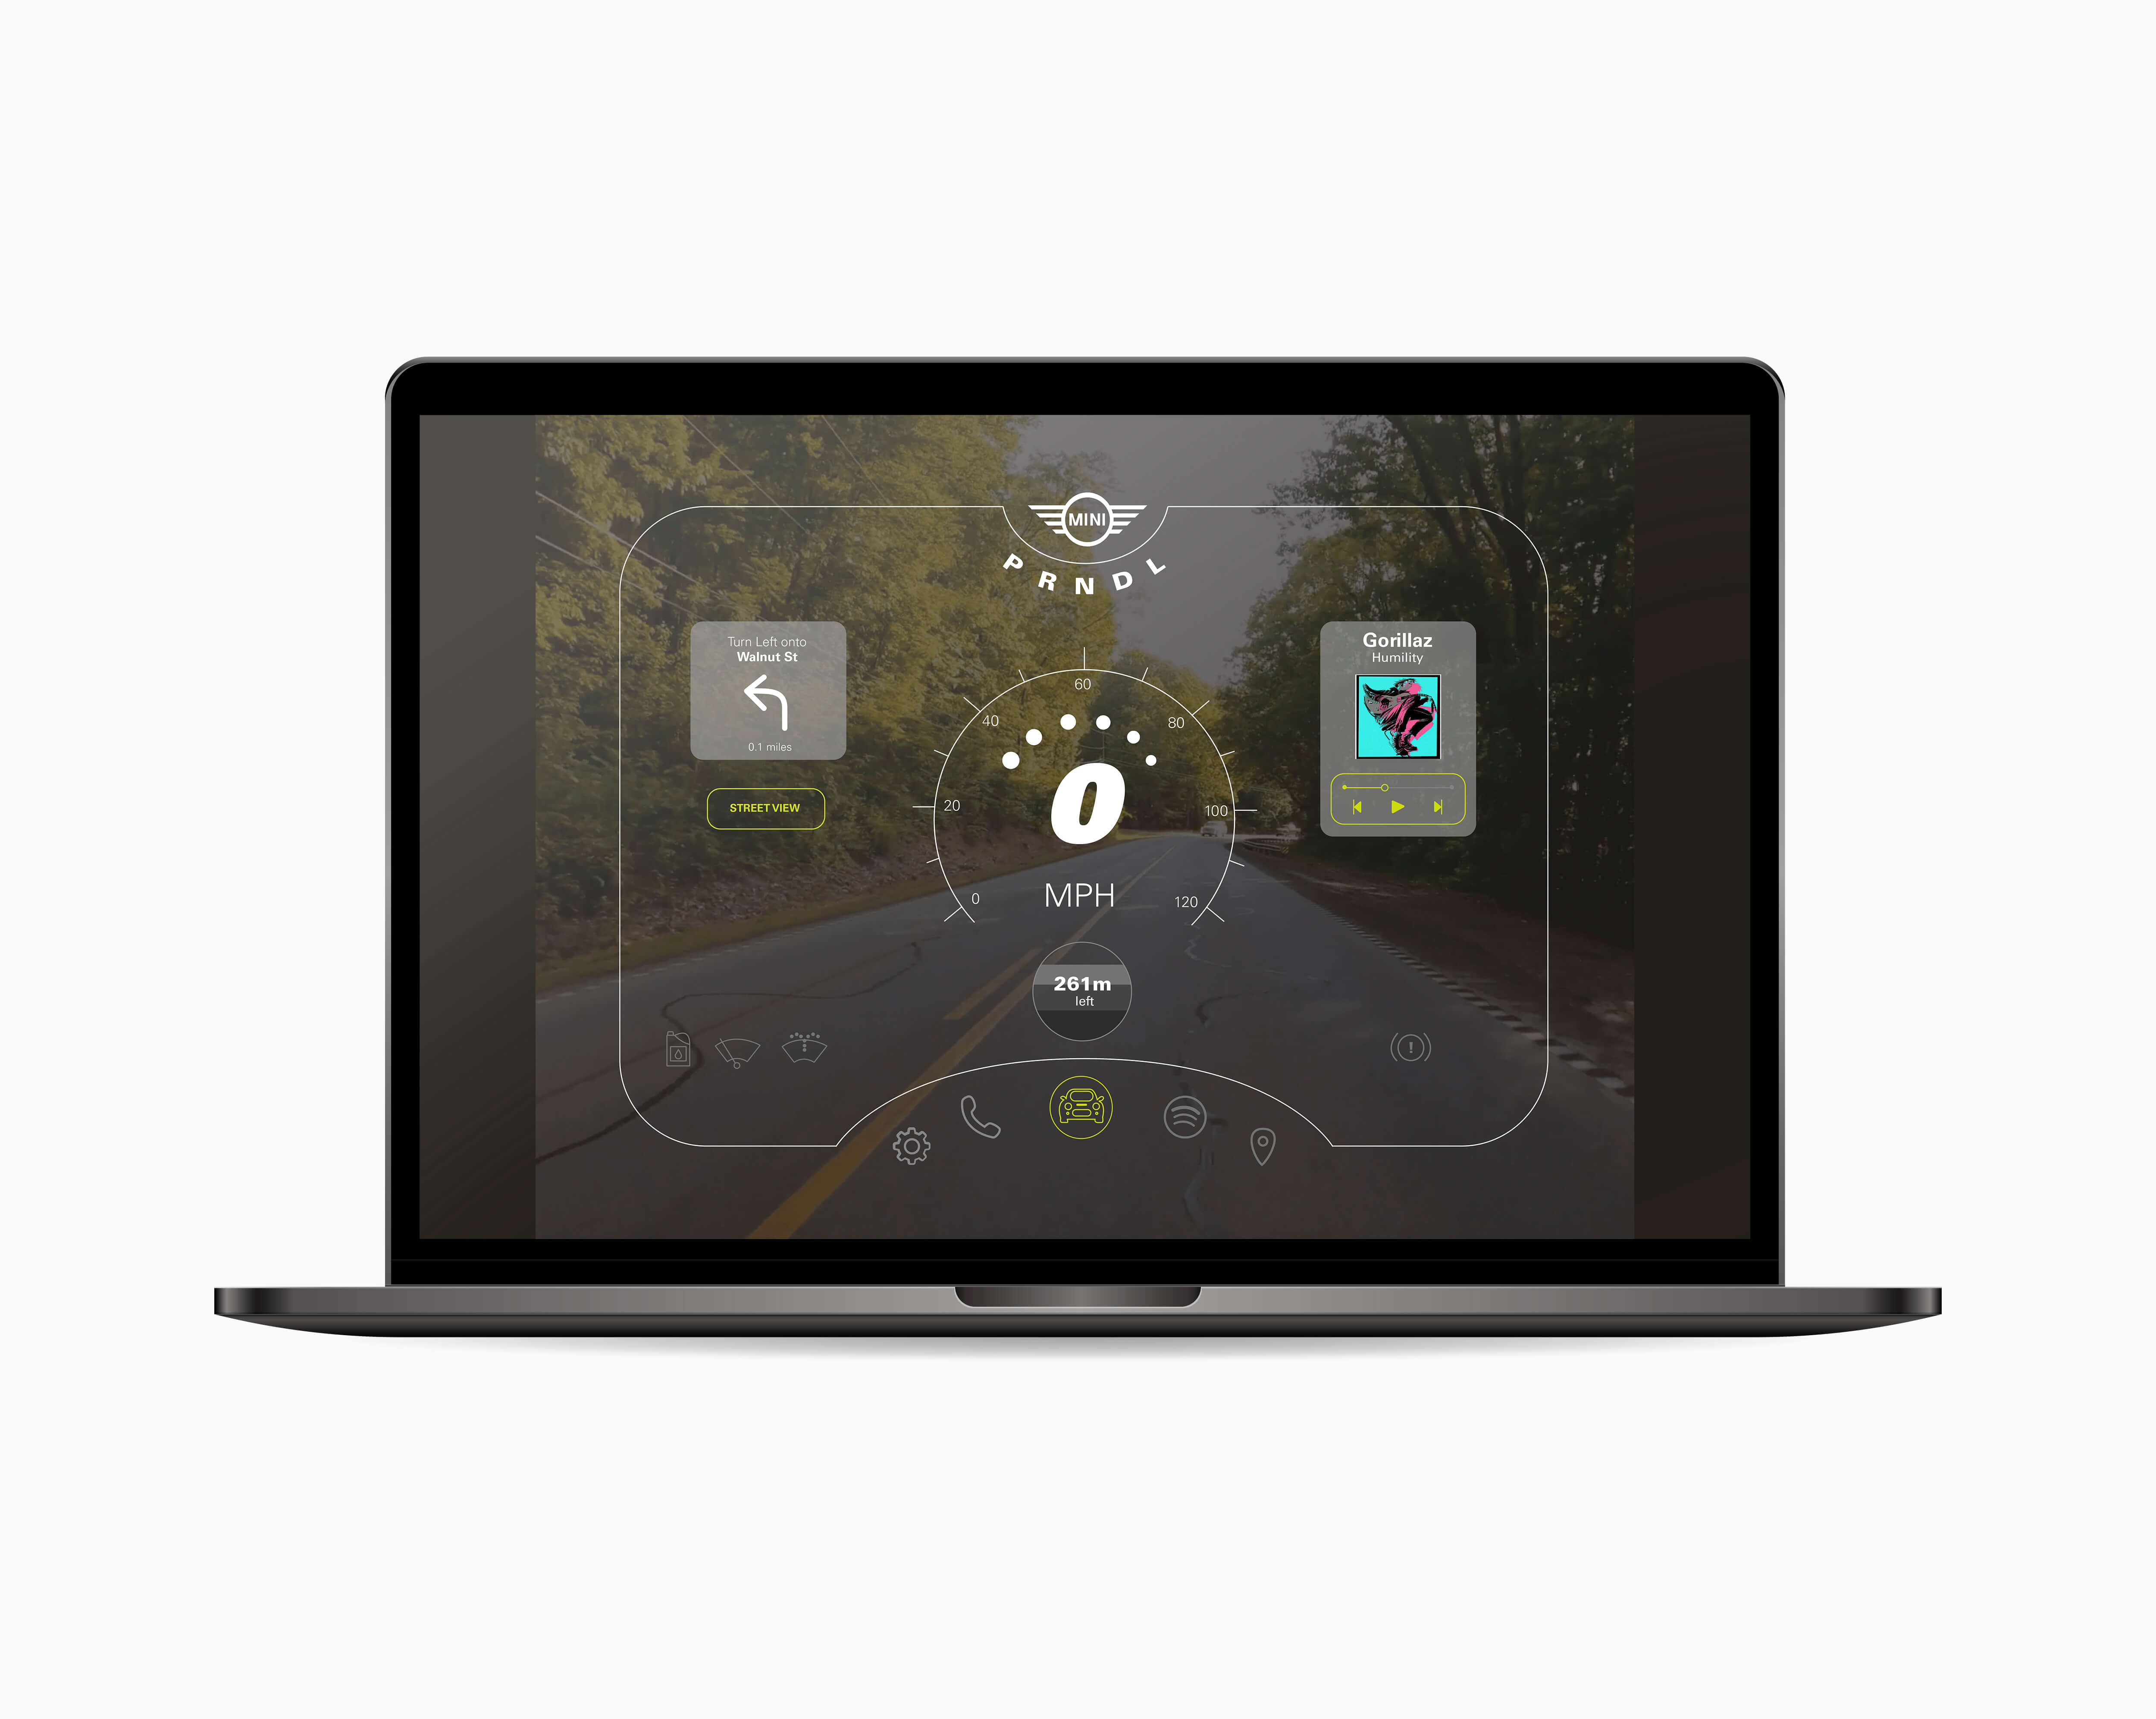 MINI
P R N D L
Turn Left onto
Walnut St
0.1 miles
STREET VIEW
0
20
40
60
80
100
120
0
MPH
261m
left
Gorillaz
Humility